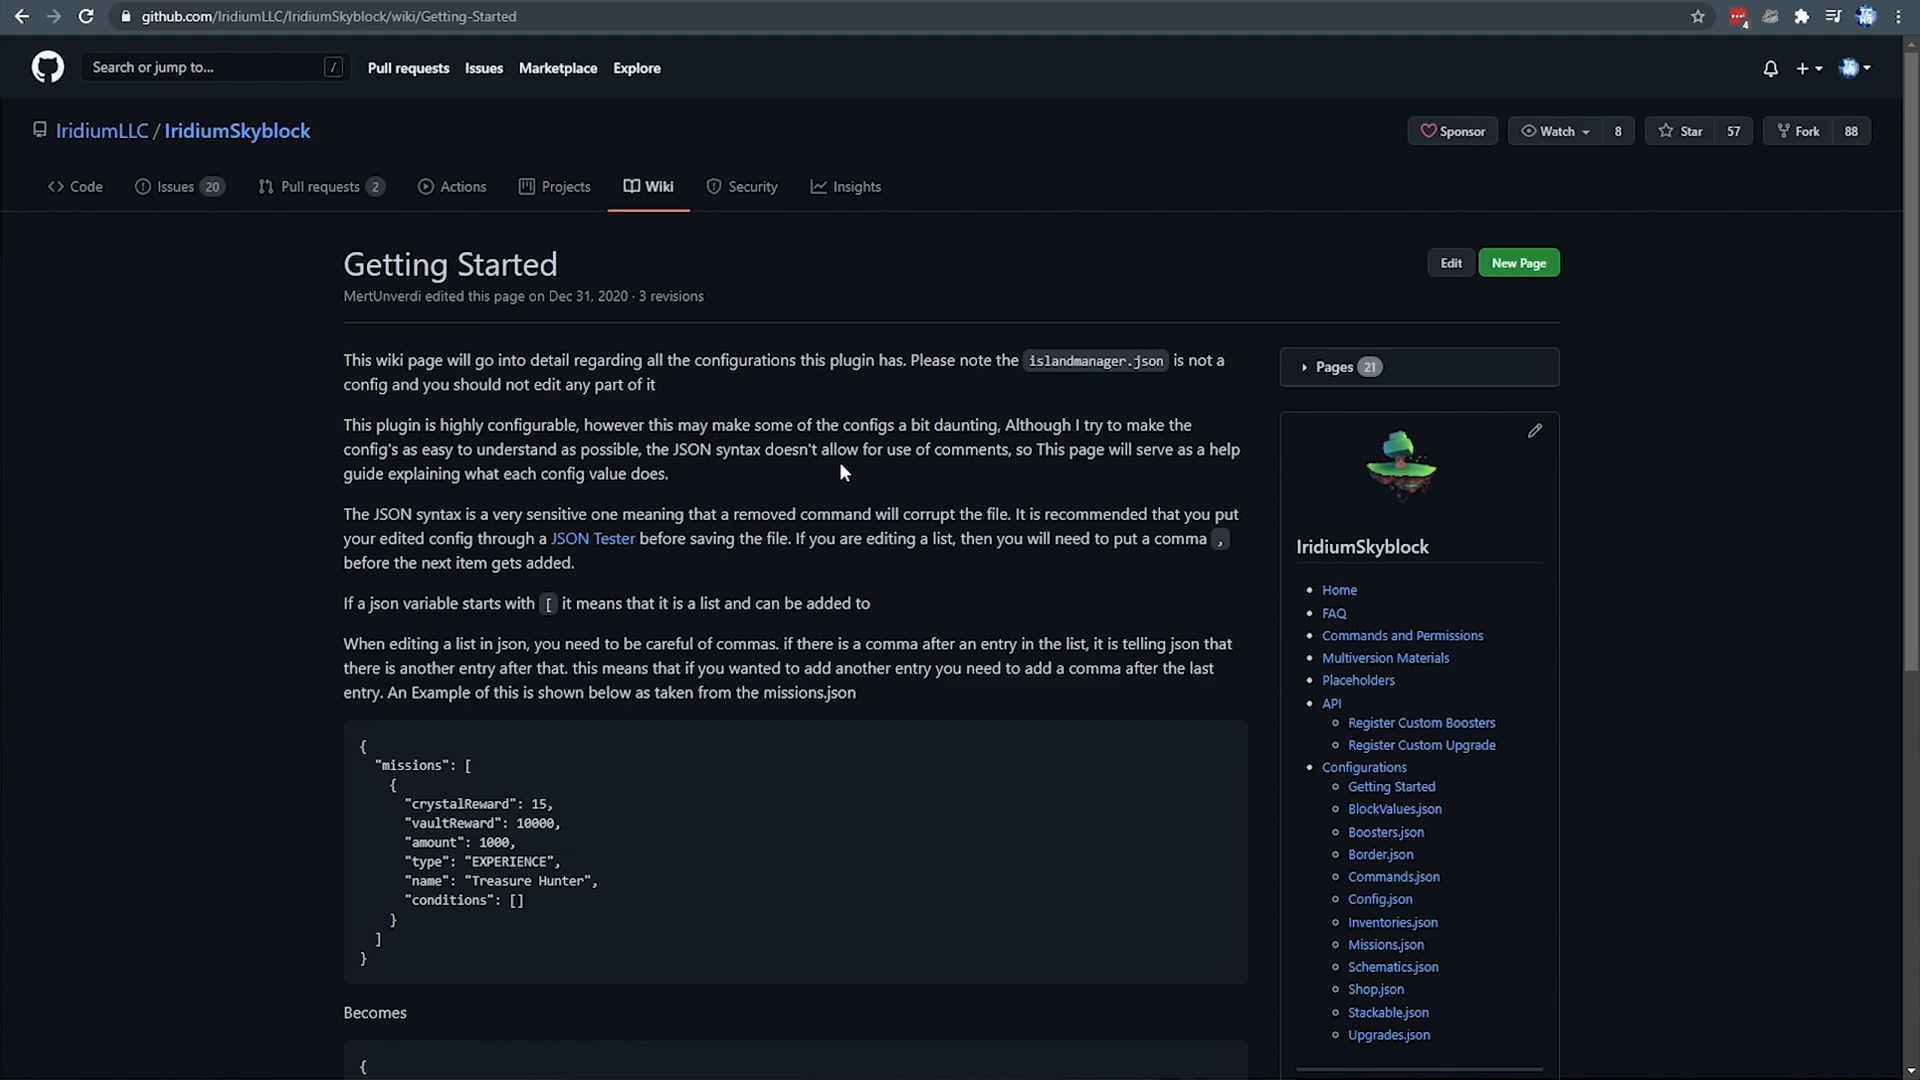 github.com/IridiumLLC/IridiumSkyblock/wiki/Getting-Started
4
Search or jump to... /
Pull requests Issues Marketplace Explore
IridiumLLC / IridiumSkyblock
Sponsor Watch 8 Star 57 Fork 88
Code Issues 20 Pull requests 2 Actions Projects Wiki Security Insights
Getting Started
Edit New Page
MertUnverdi edited this page on Dec 31, 2020 · 3 revisions
This wiki page will go into detail regarding all the configurations this plugin has. Please note the islandmanager.json is not a
config and you should not edit any part of it
This plugin is highly configurable, however this may make some of the configs a bit daunting, Although I try to make the
config's as easy to understand as possible, the JSON syntax doesn't allow for use of comments, so This page will serve as a help
guide explaining what each config value does.
The JSON syntax is a very sensitive one meaning that a removed command will corrupt the file. It is recommended that you put
your edited config through a JSON Tester before saving the file. If you are editing a list, then you will need to put a comma ,
before the next item gets added.
If a json variable starts with [ it means that it is a list and can be added to
When editing a list in json, you need to be careful of commas. if there is a comma after an entry in the list, it is telling json that
there is another entry after that. this means that if you wanted to add another entry you need to add a comma after the last
entry. An Example of this is shown below as taken from the missions.json
{
"missions": [
{
"crystalReward": 15,
"vaultReward": 10000,
"amount": 1000,
"type": "EXPERIENCE",
"name": "Treasure Hunter",
"conditions": []
}
]
}
Becomes
{
Pages 21
IridiumSkyblock
Home
FAQ
Commands and Permissions
Multiversion Materials
Placeholders
API
Register Custom Boosters
Register Custom Upgrade
Configurations
Getting Started
BlockValues.json
Boosters.json
Border.json
Commands.json
Config.json
Inventories.json
Missions.json
Schematics.json
Shop.json
Stackable.json
Upgrades.json